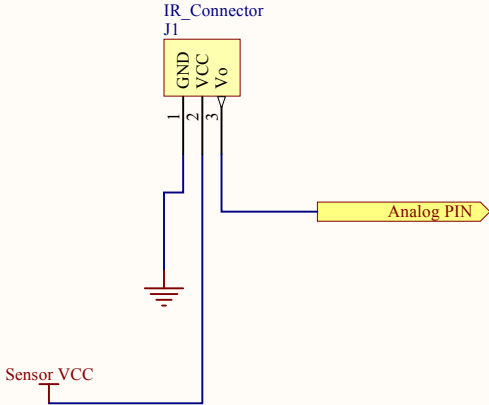 IR_Connector
J1
GND
VCC
Vo
1
2
3
Analog PIN
Sensor VCC